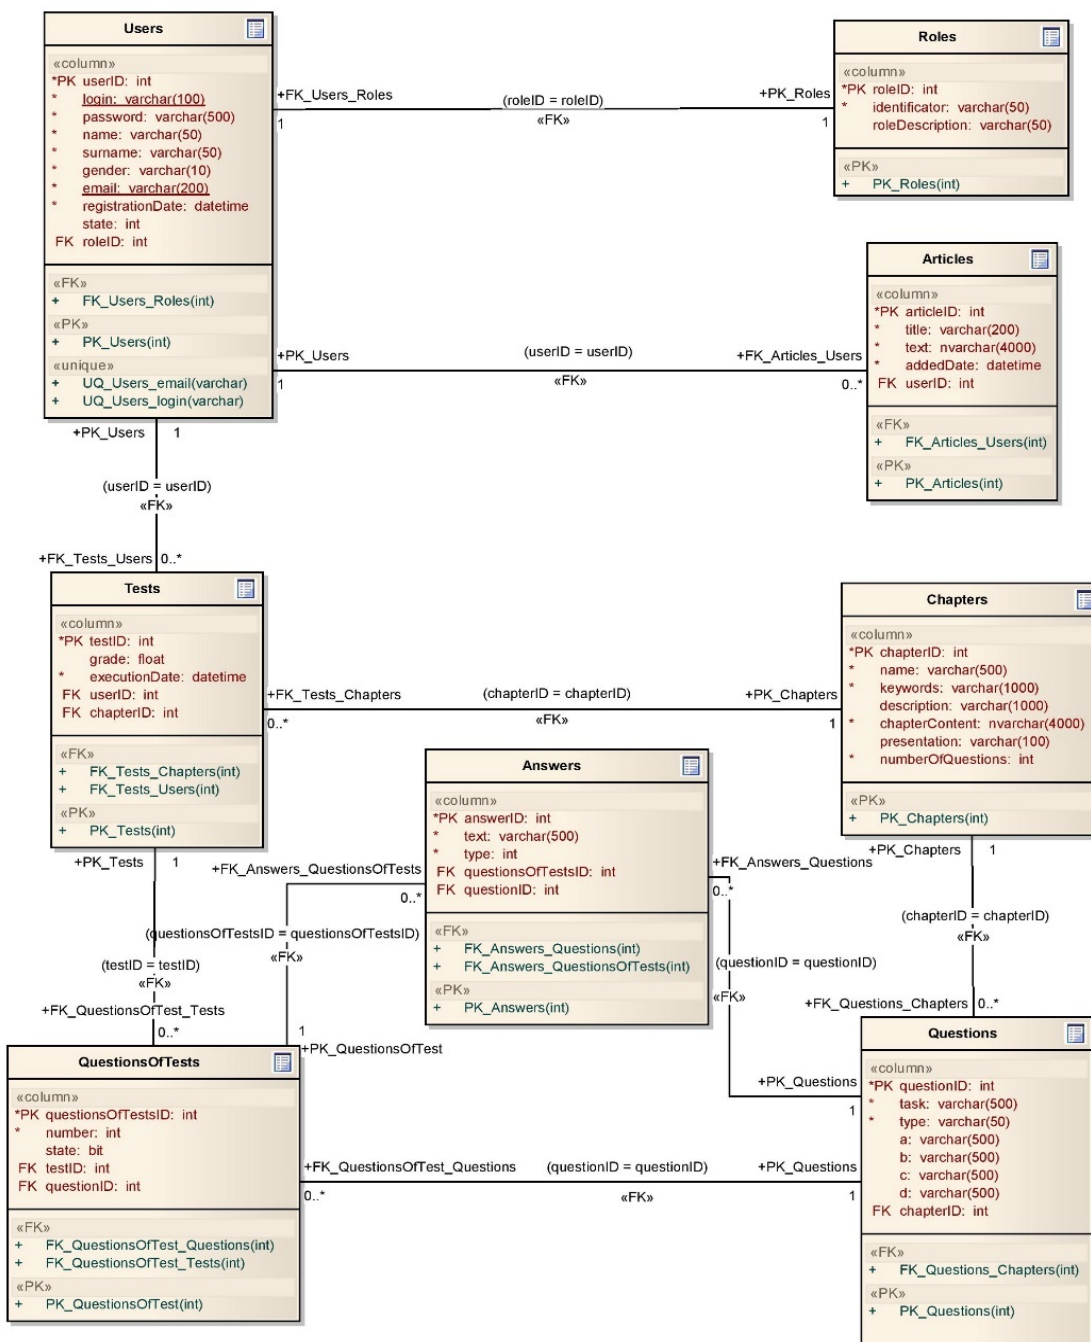 Users
«column»
*PK userID: int
* login: varchar(100)
* password: varchar(500)
* name: varchar(50)
* surname: varchar(50)
* gender: varchar(10)
* email: varchar(200)
* registrationDate: datetime
state: int
FK roleID: int
«FK»
+ FK_Users_Roles(int)
«PK»
+ PK_Users(int)
«unique»
+ UQ_Users_email(varchar)
+ UQ_Users_login(varchar)
+FK_Users_Roles
1
(roleID = roleID)
«FK»
+PK_Roles
1
Roles
«column»
*PK roleID: int
* identificator: varchar(50)
roleDescription: varchar(50)
«PK»
+ PK_Roles(int)
+PK_Users
1
(userID = userID)
«FK»
+FK_Articles_Users
0..*
Articles
«column»
*PK articleID: int
* title: varchar(200)
* text: nvarchar(4000)
* addedDate: datetime
FK userID: int
«FK»
+ FK_Articles_Users(int)
«PK»
+ PK_Articles(int)
+PK_Users 1
(userID = userID)
«FK»
+FK_Tests_Users 0..*
Tests
«column»
*PK testID: int
grade: float
* executionDate: datetime
FK userID: int
FK chapterID: int
«FK»
+ FK_Tests_Chapters(int)
+ FK_Tests_Users(int)
«PK»
+ PK_Tests(int)
+FK_Tests_Chapters
0..*
(chapterID = chapterID)
«FK»
+PK_Chapters
1
Chapters
«column»
*PK chapterID: int
* name: varchar(500)
* keywords: varchar(1000)
description: varchar(1000)
* chapterContent: nvarchar(4000)
presentation: varchar(100)
* numberOfQuestions: int
«PK»
+ PK_Chapters(int)
Answers
«column»
*PK answerID: int
* text: varchar(500)
* type: int
FK questionsOfTestsID: int
FK questionID: int
«FK»
+ FK_Answers_Questions(int)
+ FK_Answers_QuestionsOfTests(int)
«PK»
+ PK_Answers(int)
+PK_Tests 1
(testID = testID)
«FK»
+FK_QuestionsOfTest_Tests
0..*
+FK_Answers_QuestionsOfTests
0..*
(questionsOfTestsID = questionsOfTestsID)
«FK»
1
+PK_QuestionsOfTest
+FK_Answers_Questions
0..*
(questionID = questionID)
«FK»
+PK_Questions
1
+PK_Chapters 1
(chapterID = chapterID)
«FK»
+FK_Questions_Chapters 0..*
QuestionsOfTests
«column»
*PK questionsOfTestsID: int
* number: int
state: bit
FK testID: int
FK questionID: int
«FK»
+ FK_QuestionsOfTest_Questions(int)
+ FK_QuestionsOfTest_Tests(int)
«PK»
+ PK_QuestionsOfTest(int)
+FK_QuestionsOfTest_Questions
0..*
(questionID = questionID)
«FK»
+PK_Questions
1
Questions
«column»
*PK questionID: int
* task: varchar(500)
* type: varchar(50)
a: varchar(500)
b: varchar(500)
c: varchar(500)
d: varchar(500)
FK chapterID: int
«FK»
+ FK_Questions_Chapters(int)
«PK»
+ PK_Questions(int)